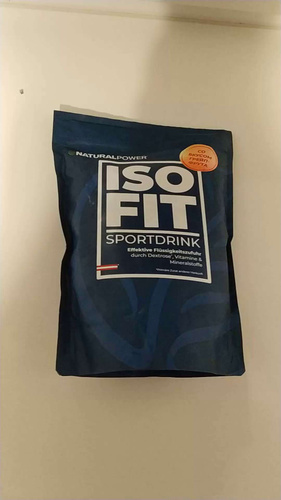 NATURALPOWER
ISO
FIT
SPORTDRINK
Effektive Flüssigkeitszufuhr
durch Dextrose, Vitamine &
Mineralstoffe